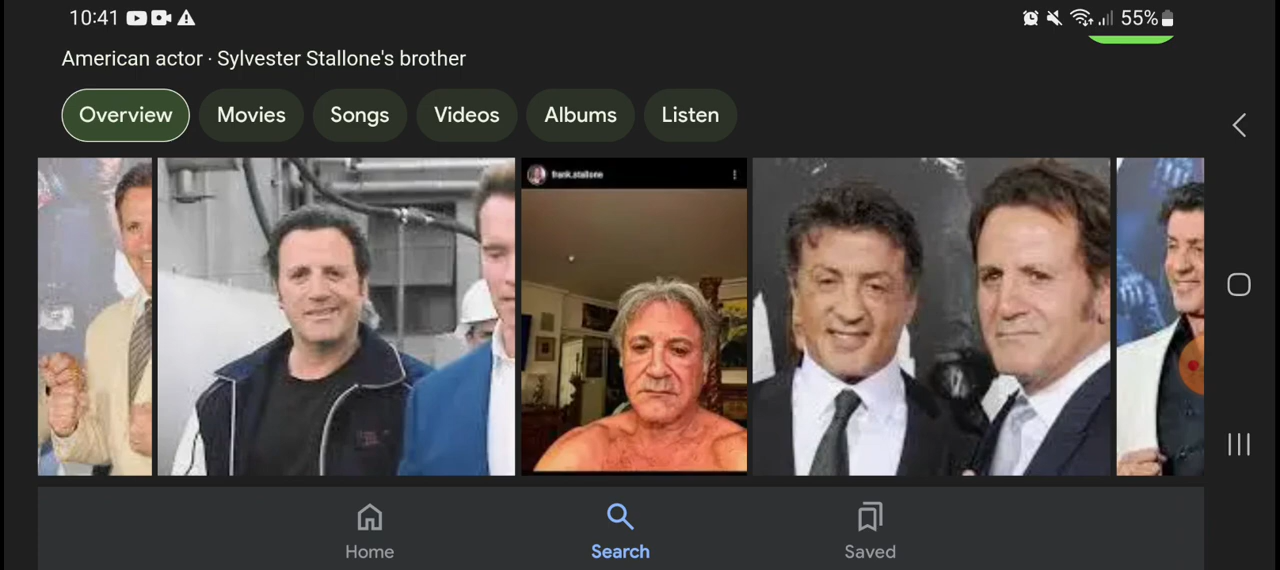 10:41
55%
American actor · Sylvester Stallone's brother
Overview
Movies
Songs
Videos
Albums
Listen
frank.stallone
Home
Search
Saved